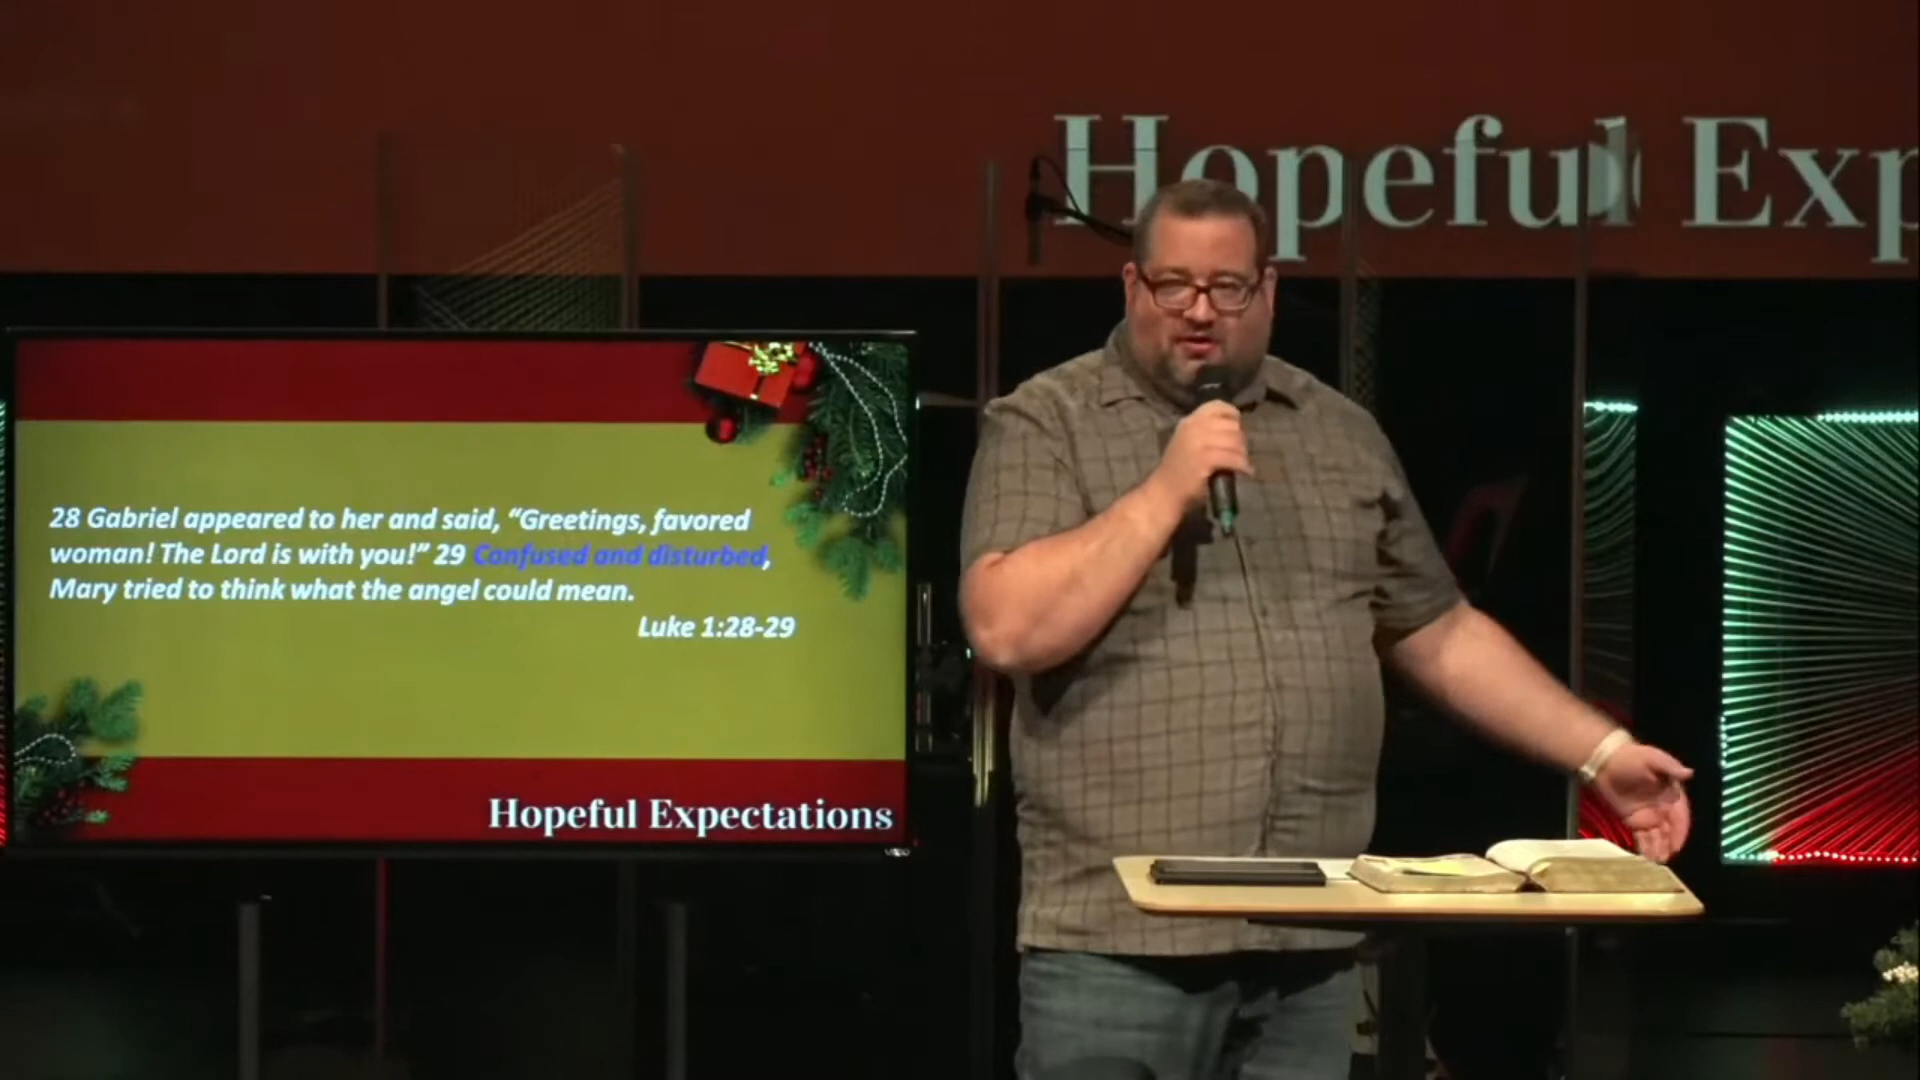 Hopeful Exp
28 Gabriel appeared to her and said, “Greetings, favored
woman! The Lord is with you!” 29 Confused and disturbed,
Mary tried to think what the angel could mean.
Luke 1:28-29
Hopeful Expectations
VIZIO